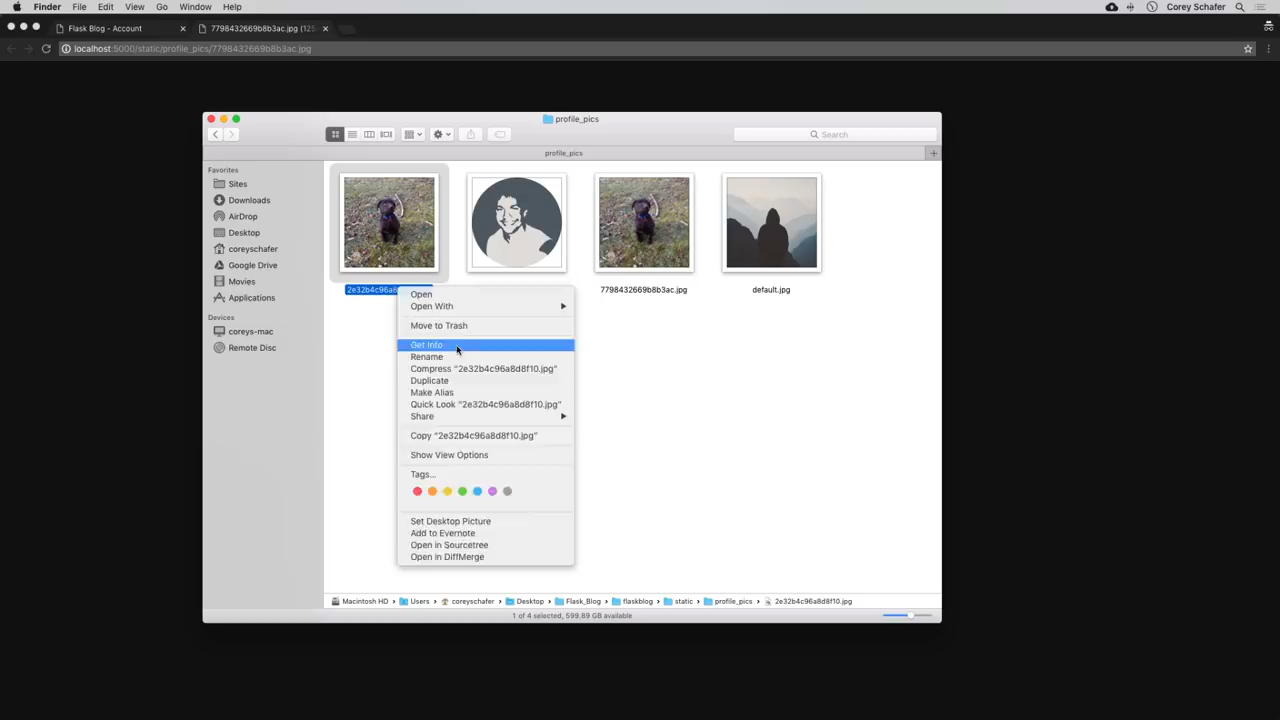 Finder File Edit View Go Window Help Corey Schafer
Flask Blog - Account
7798432669b8b3ac.jpg (125
localhost:5000/static/profile_pics/7798432669b8b3ac.jpg
profile_pics
Search
profile_pics
Favorites
Sites
Downloads
AirDrop
Desktop
coreyschafer
Google Drive
Movies
Applications
Devices
coreys-mac
Remote Disc
2e32b4c96a8
7798432669b8b3ac.jpg
default.jpg
Open
Open With
Move to Trash
Get Info
Rename
Compress “2e32b4c96a8d8f10.jpg”
Duplicate
Make Alias
Quick Look “2e32b4c96a8d8f10.jpg”
Share
Copy “2e32b4c96a8d8f10.jpg”
Show View Options
Tags...
Set Desktop Picture
Add to Evernote
Open in Sourcetree
Open in DiffMerge
Macintosh HD Users coreyschafer Desktop Flask_Blog flaskblog static profile_pics 2e32b4c96a8d8f10.jpg
1 of 4 selected, 599.89 GB available